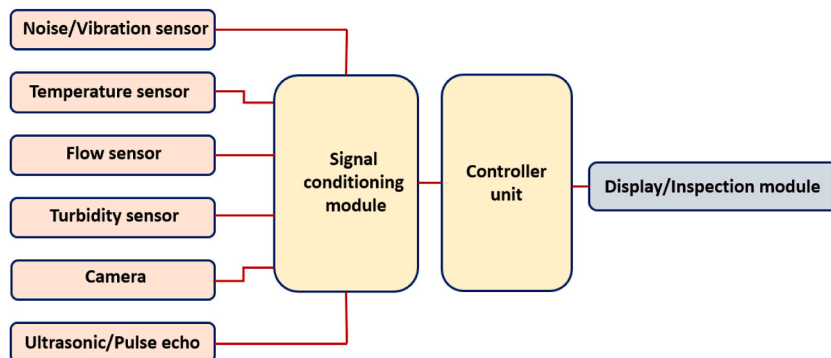 Noise/Vibration sensor
Temperature sensor
Flow sensor
Turbidity sensor
Camera
Ultrasonic/Pulse echo
Signal
conditioning
module
Controller
unit
Display/Inspection module